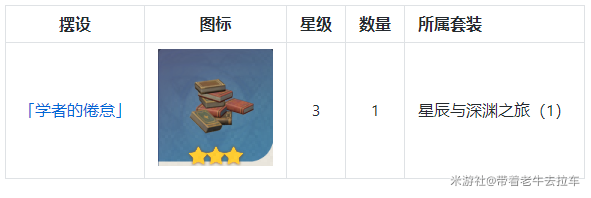 摆设 图标 星级 数量 所属套装
「学者的倦怠」 3 1 星辰与深渊之旅（1）
米游社@带着老牛去拉车